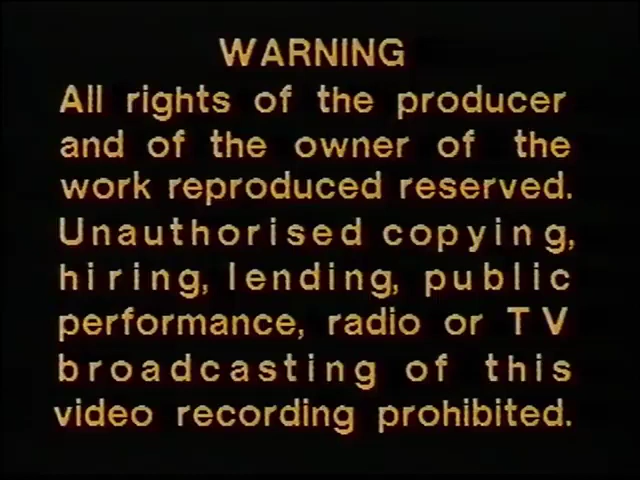 WARNING
All rights of the producer
and of the owner of the
work reproduced reserved.
Unauthorised copying,
hiring, lending, public
performance, radio or TV
broadcasting of this
video recording prohibited.